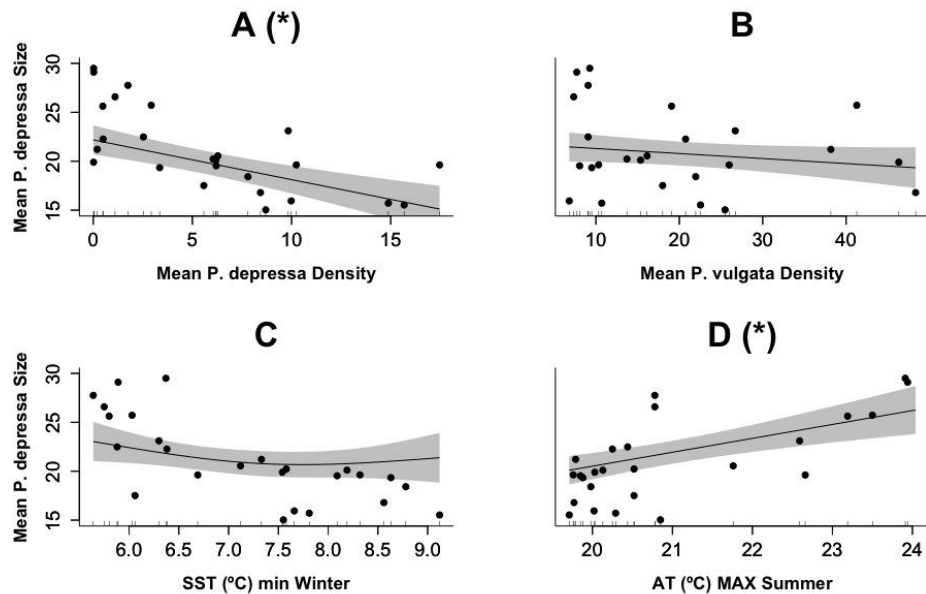 A (*)
Mean P. depressa Size
30
25
20
15
0 5 10 15
Mean P. depressa Density
B
10 20 30 40
Mean P. vulgata Density
C
Mean P. depressa Size
30
25
20
15
6.0 6.5 7.0 7.5 8.0 8.5 9.0
SST (ºC) min Winter
D (*)
20 21 22 23 24
AT (ºC) MAX Summer